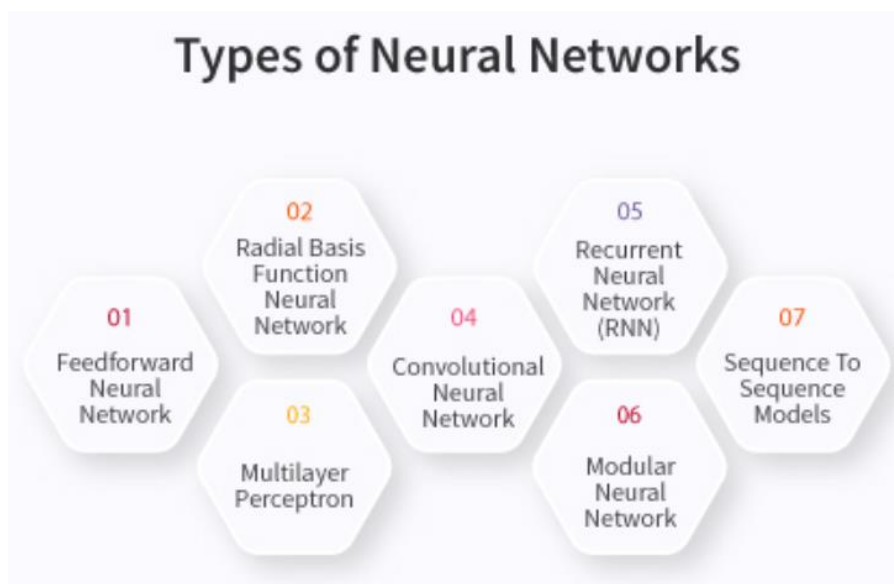 Types of Neural Networks
01
Feedforward
Neural
Network
02
Radial Basis
Function
Neural
Network
03
Multilayer
Perceptron
04
Convolutional
Neural
Network
05
Recurrent
Neural
Network
(RNN)
06
Modular
Neural
Network
07
Sequence To
Sequence
Models